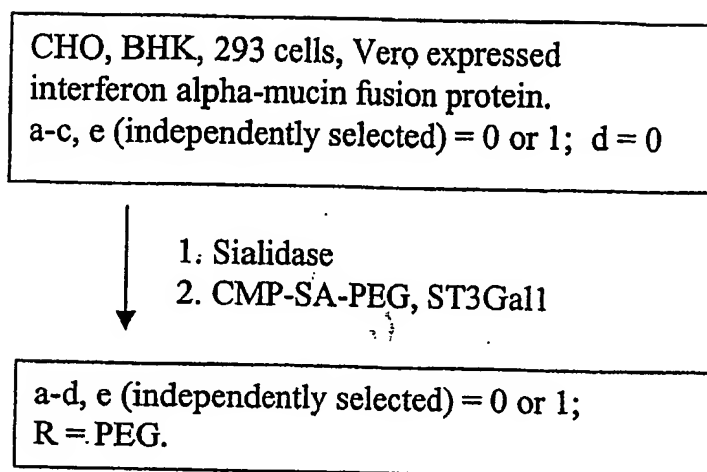 CHO, BHK, 293 cells, Vero expressed
interferon alpha-mucin fusion protein.
a-c, e (independently selected) = 0 or 1; d = 0
1. Sialidase
2. CMP-SA-PEG, ST3Gal1
a-d, e (independently selected) = 0 or 1;
R = PEG.